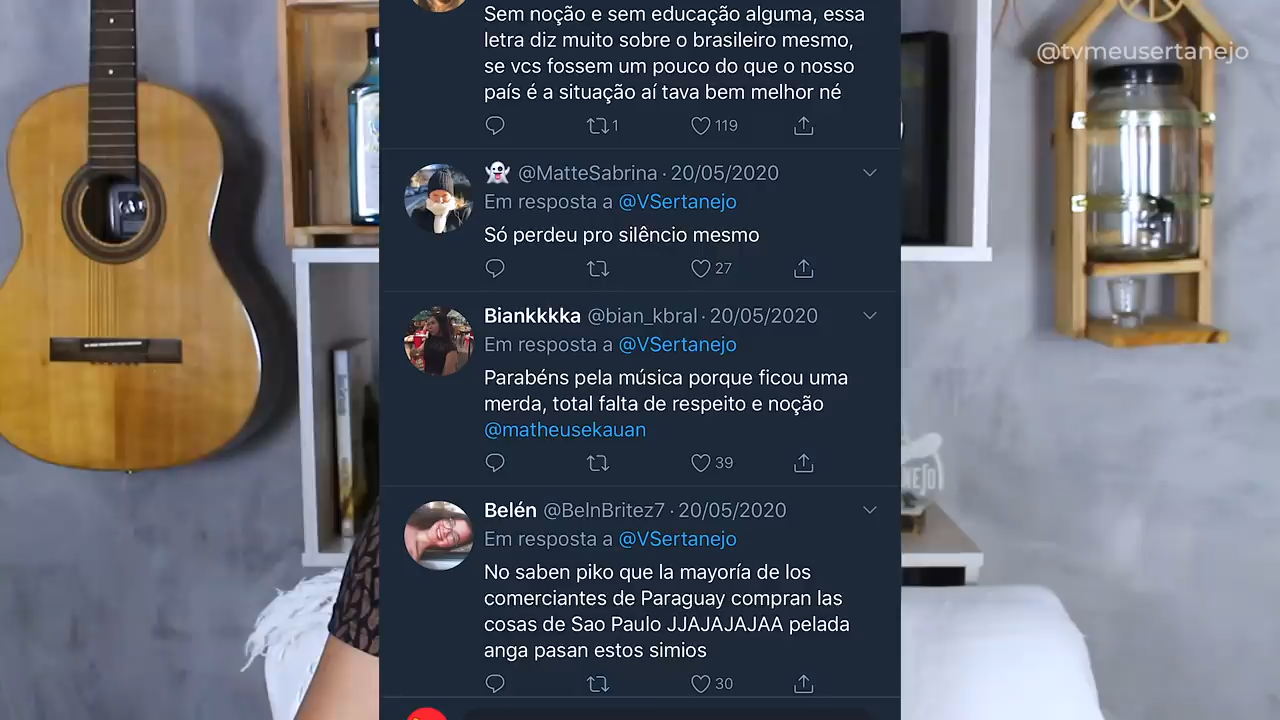 @tvmeusertanejo
Sem noção e sem educação alguma, essa
letra diz muito sobre o brasileiro mesmo,
se vcs fossem um pouco do que o nosso
país é a situação aí tava bem melhor né
1 119
@MatteSabrina · 20/05/2020
Em resposta a @VSertanejo
Só perdeu pro silêncio mesmo
27
Biankkkka @bian_kbral · 20/05/2020
Em resposta a @VSertanejo
Parabéns pela música porque ficou uma
merda, total falta de respeito e noção
@matheusekauan
39
Belén @BelnBritez7 · 20/05/2020
Em resposta a @VSertanejo
No saben piko que la mayoría de los
comerciantes de Paraguay compran las
cosas de Sao Paulo JJAJAJAJAA pelada
anga pasan estos simios
30